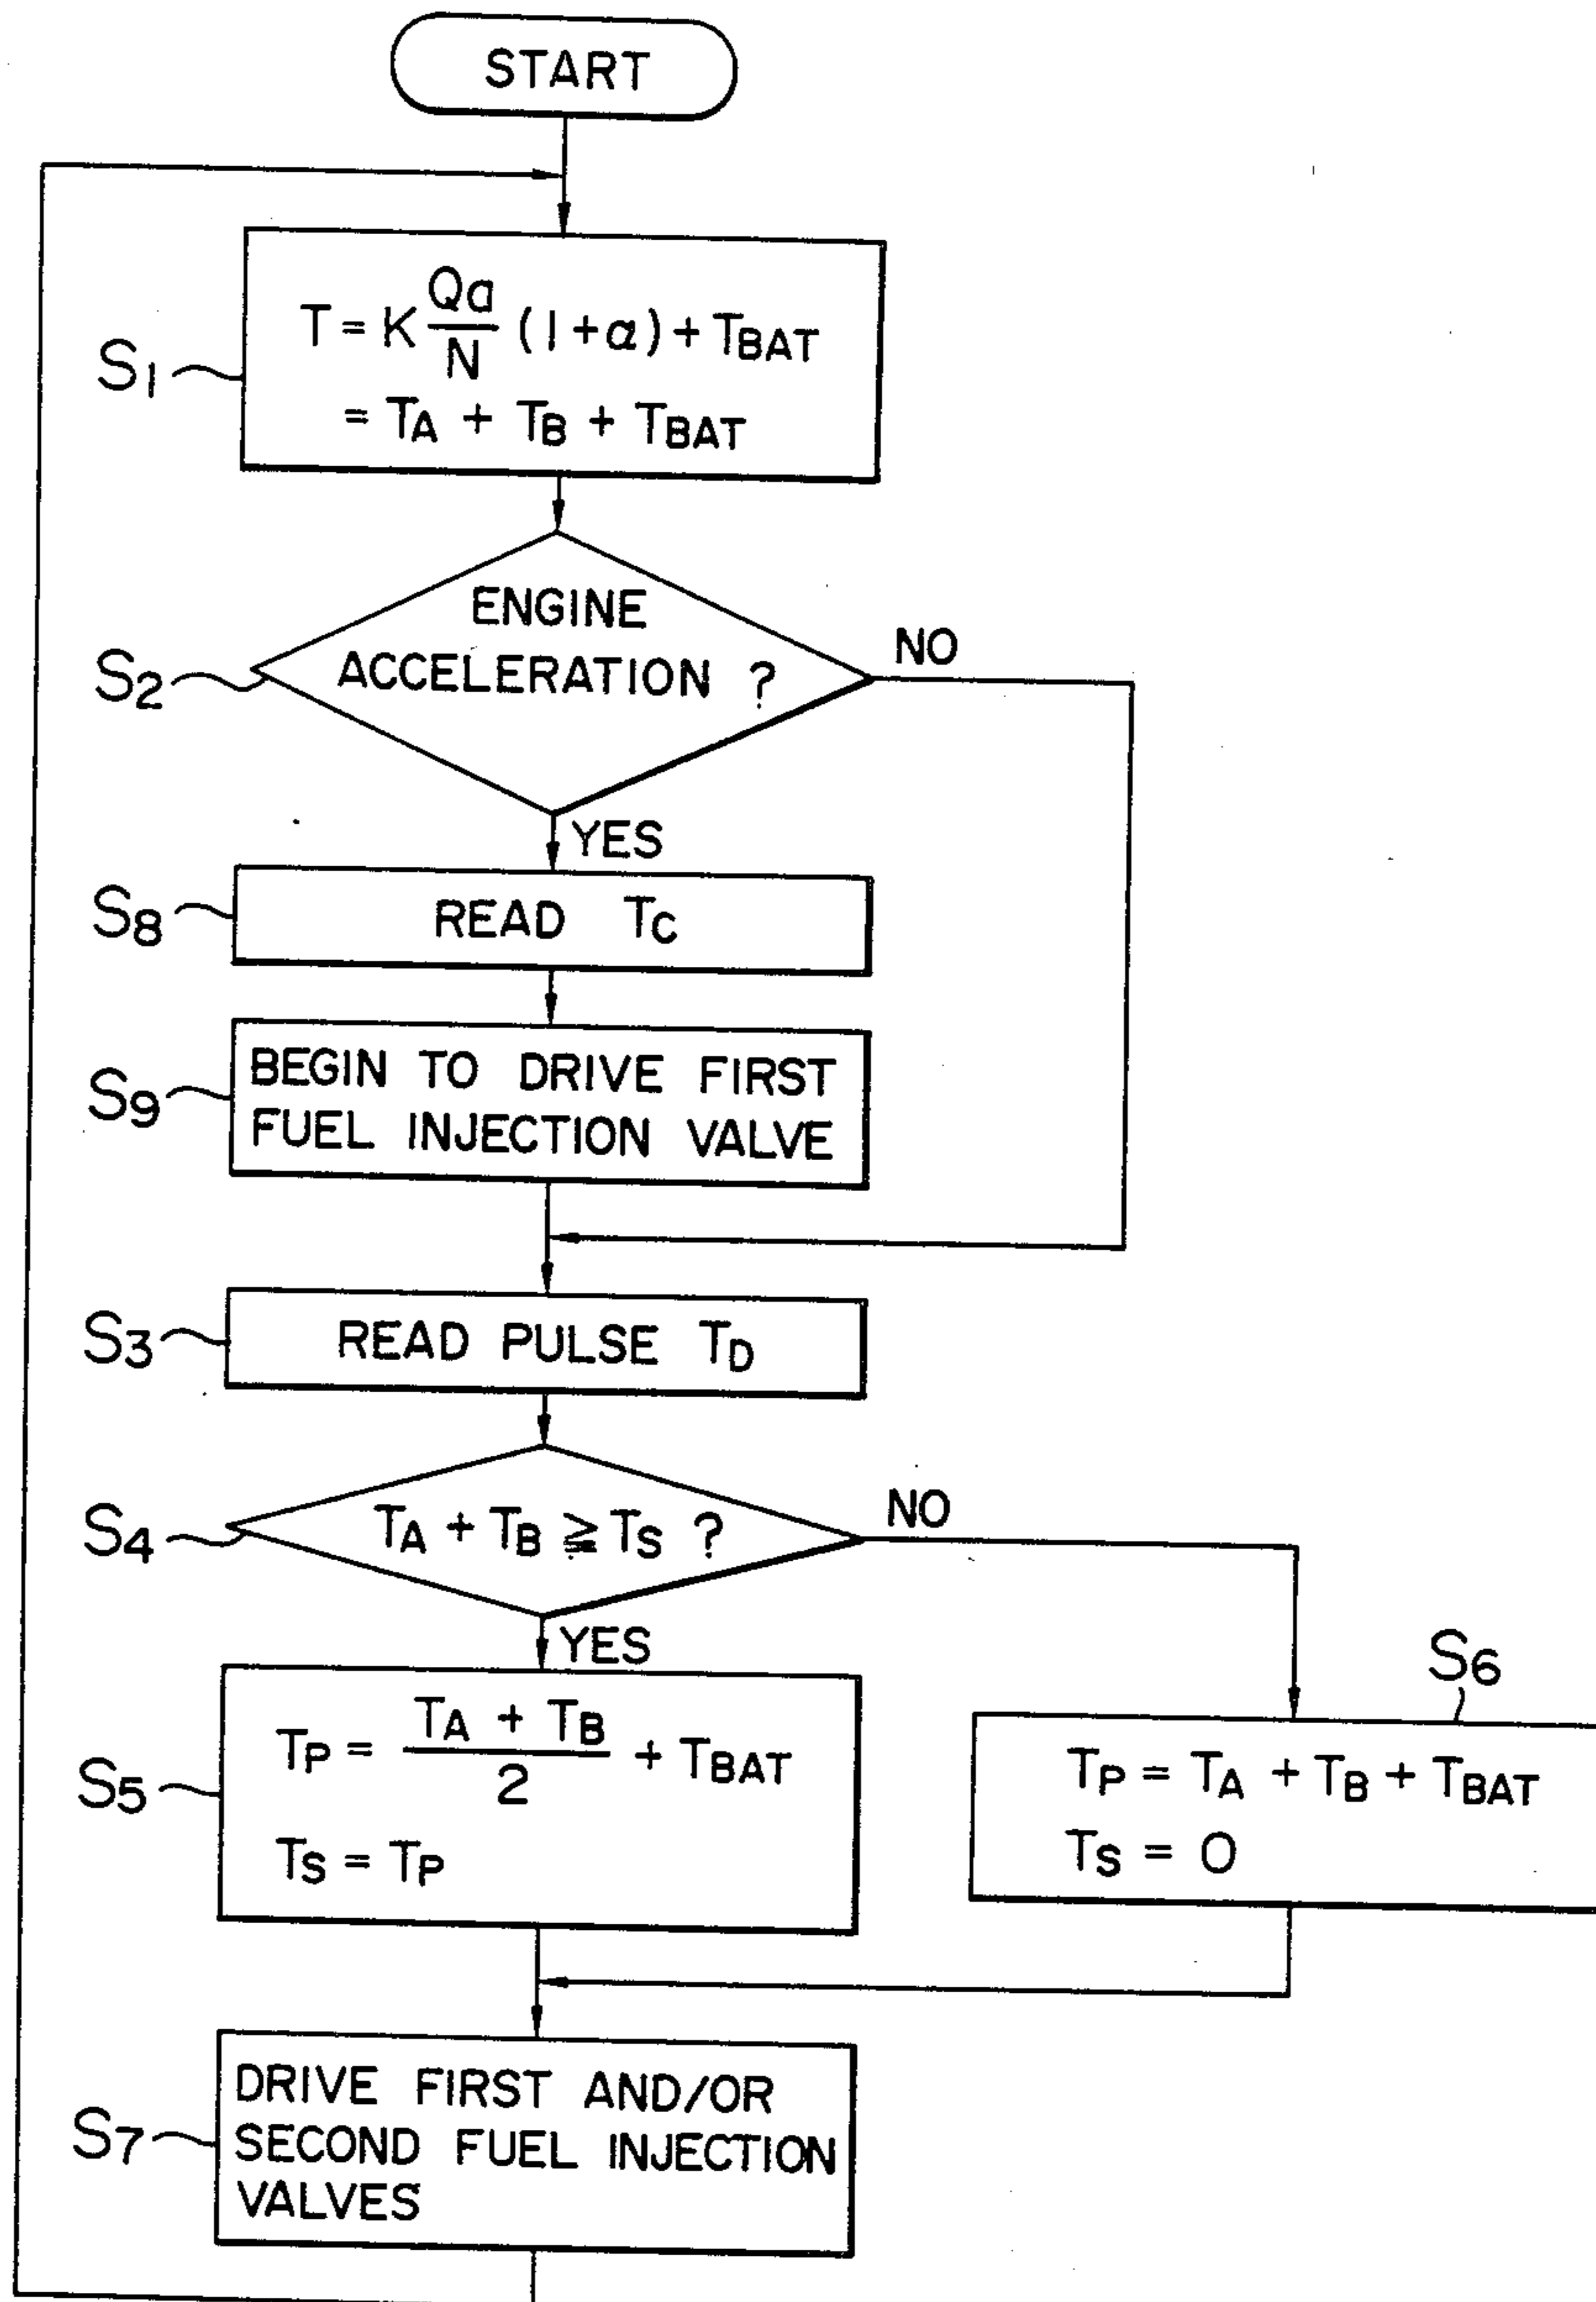 START
S1
T = K Qa/N (1+α) + TBAT
= TA + TB + TBAT
S2
ENGINE
ACCELERATION ?
NO
YES
S8
READ TC
S9
BEGIN TO DRIVE FIRST
FUEL INJECTION VALVE
S3
READ PULSE TD
S4
TA + TB ≧ TS ?
NO
YES
S5
TP = TA + TB/2 + TBAT
TS = TP
S6
TP = TA + TB + TBAT
TS = 0
S7
DRIVE FIRST AND/OR
SECOND FUEL INJECTION
VALVES